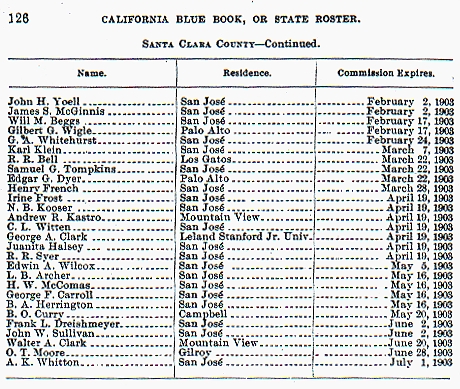 126 CALIFORNIA BLUE BOOK, OR STATE ROSTER.
SANTA CLARA COUNTY—Continued.
Name. Residence. Commission Expires.
John H. Yoell San José February 2, 1903
James S. McGinnis San José February 2, 1903
Will M. Beggs San José February 17, 1903
Gilbert G. Wigle Palo Alto February 17, 1903
G. A. Whitehurst San José February 24, 1903
Karl Klein San José March 7, 1903
R. R. Bell Los Gatos March 22, 1903
Samuel G. Tompkins San José March 22, 1903
Edgar G. Dyer Palo Alto March 22, 1903
Henry French San José March 28, 1903
Irine Frost San José April 19, 1903
N. B. Kooser San José April 19, 1903
Andrew R. Kastro Mountain View April 19, 1903
C. L. Witten San José April 19, 1903
George A. Clark Leland Stanford Jr. Univ. April 19, 1903
Juanita Halsey San José April 19, 1903
R. R. Syer San José April 19, 1903
Edwin A. Wilcox San José May 5, 1903
L. B. Archer San José May 16, 1903
H. W. McComas San José May 16, 1903
George F. Carroll San José May 16, 1903
B. A. Herrington San José May 16, 1903
B. O. Curry Campbell May 20, 1903
Frank L. Dreishmeyer San José June 2, 1903
John W. Sullivan San José June 2, 1903
Walter A. Clark Mountain View June 20, 1903
O. T. Moore Gilroy June 28, 1903
A. K. Whitton San José July 1, 1903